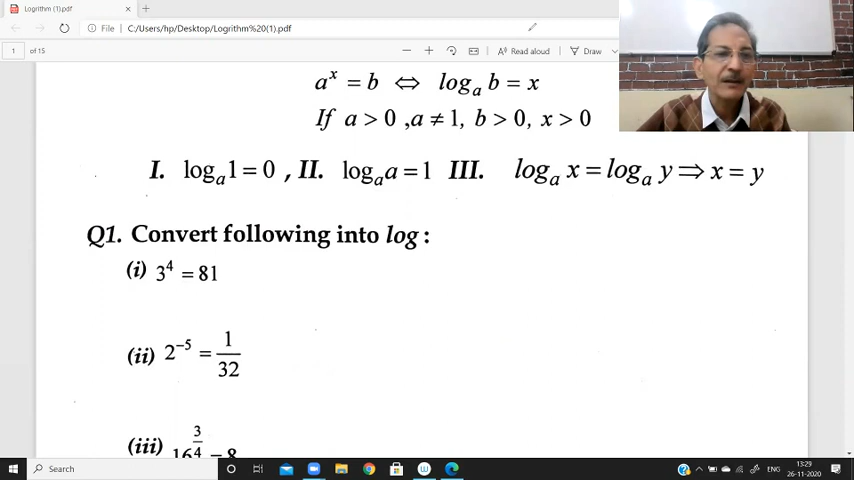 Logrithm (1).pdf
File C:/Users/hp/Desktop/Logrithm%20(1).pdf
1 of 15 Read aloud Draw
a^x = b ⇔ log_a b = x
If a > 0 ,a ≠ 1, b > 0, x > 0
I. log_a 1 = 0 , II. log_a a = 1 III. log_a x = log_a y ⇒ x = y
Q1. Convert following into log :
(i) 3^4 = 81
(ii) 2^-5 = 1/32
(iii) 16^3/4 = 8
Search ENG 13:29
26-11-2020